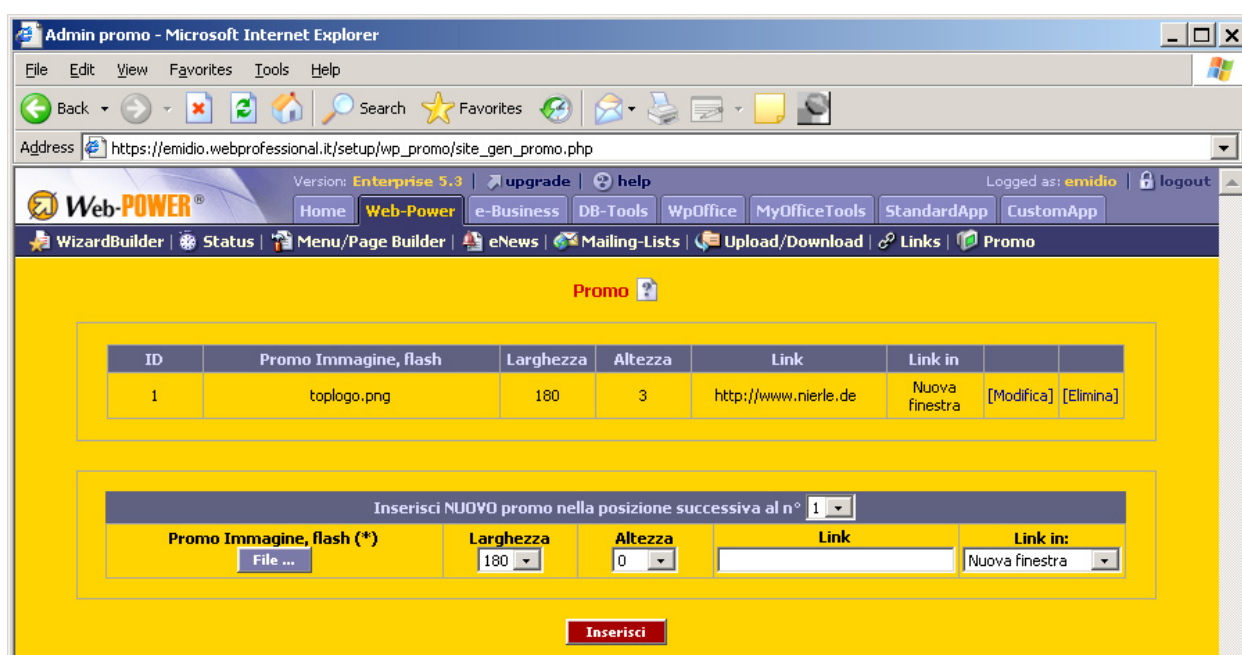 Admin promo - Microsoft Internet Explorer
File Edit View Favorites Tools Help
Back Search Favorites
Address https://emidio.webprofessional.it/setup/wp_promo/site_gen_promo.php
Version: Enterprise 5.3 | upgrade | help Logged as: emidio | logout
Web-POWER ® Home Web-Power e-Business DB-Tools WpOffice MyOfficeTools StandardApp CustomApp
WizardBuilder | Status | Menu/Page Builder | eNews | Mailing-Lists | Upload/Download | Links | Promo
Promo ?
ID Promo Immagine, flash Larghezza Altezza Link Link in
1 toplogo.png 180 3 http://www.nierle.de Nuova finestra [Modifica] [Elimina]
Inserisci NUOVO promo nella posizione successiva al n° 1
Promo Immagine, flash (*) Larghezza Altezza Link Link in:
File ... 180 0 Nuova finestra
Inserisci